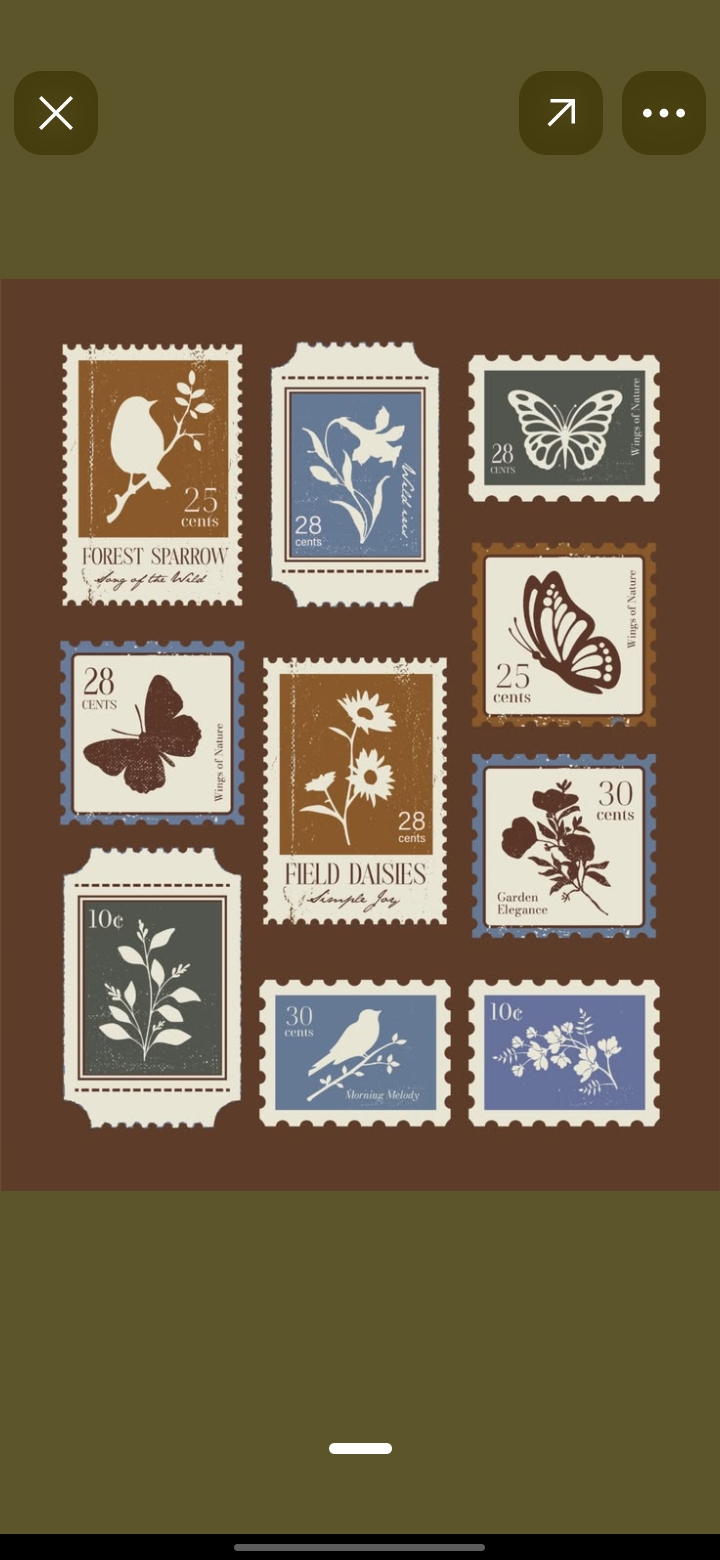 25
cents
FOREST SPARROW
Song of the Wild
28
cents
Wild iris
28
CENTS
Wings of Nature
25
cents
Wings of Nature
28
CENTS
Wings of Nature
28
cents
FIELD DAISIES
Simple Joy
30
cents
Garden
Elegance
10¢
30
cents
Morning Melody
10¢